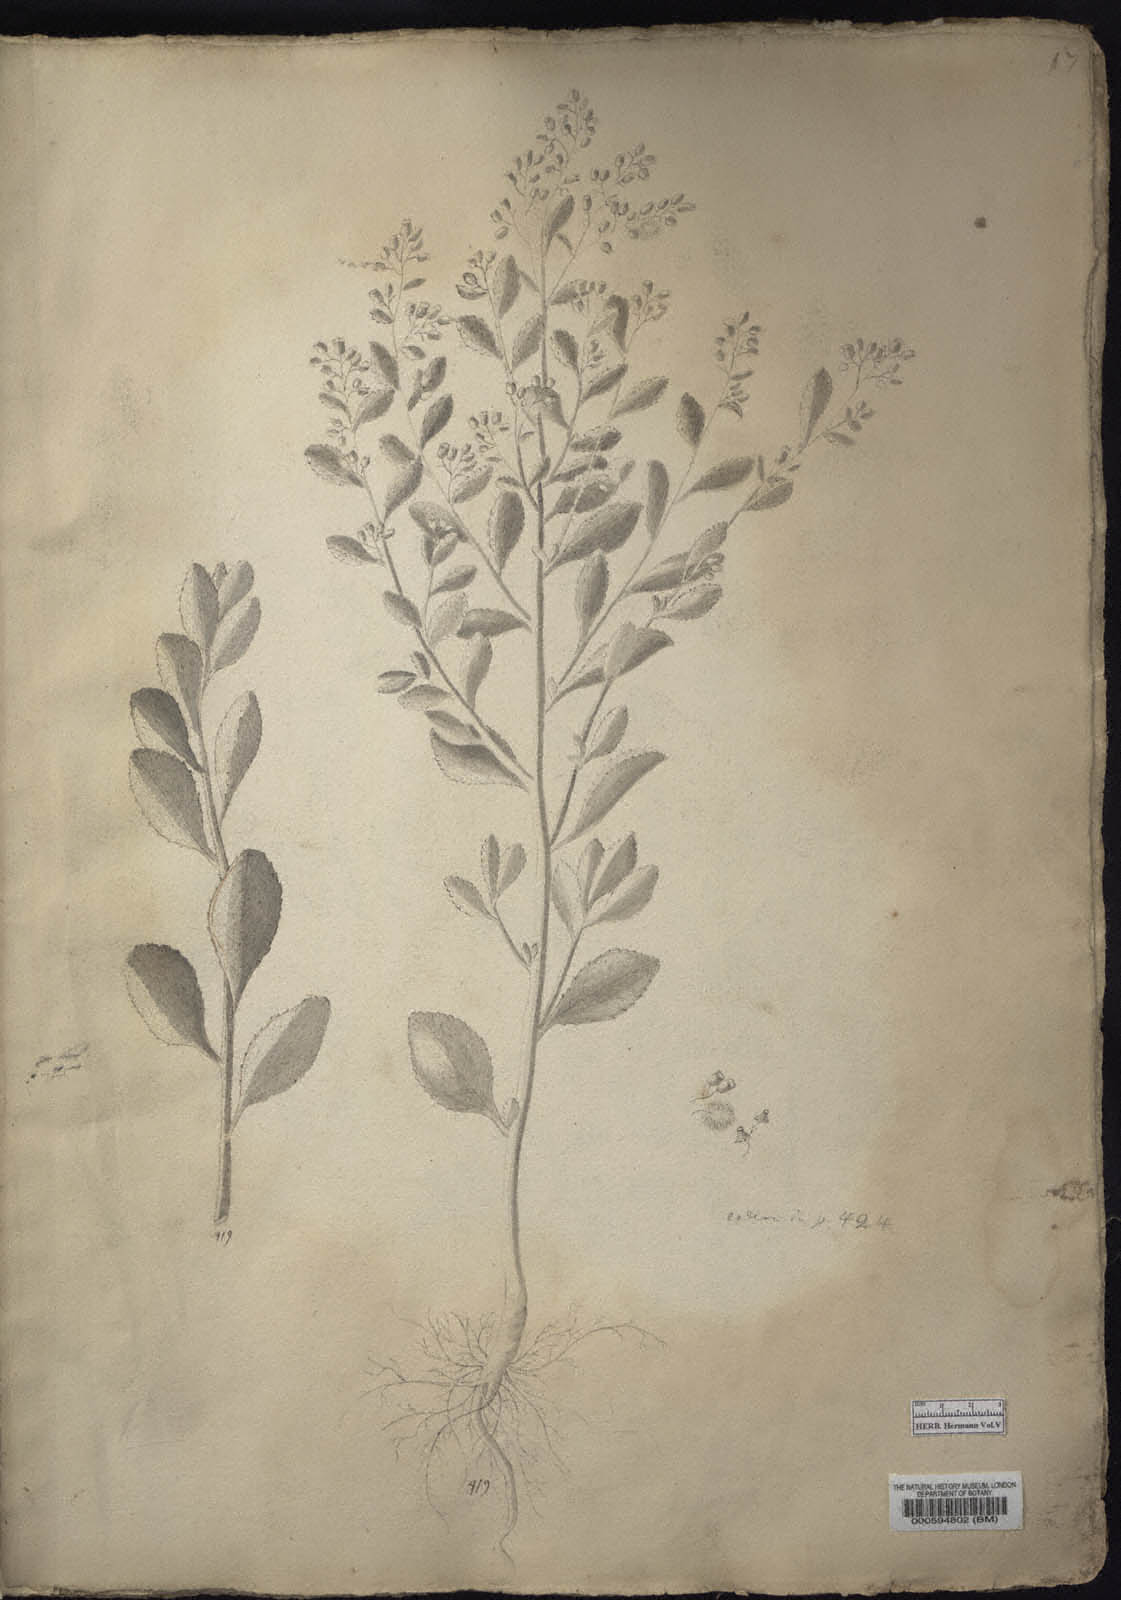 17
419
p. 424
419
HERB. Hermann Vol.V
THE NATURAL HISTORY MUSEUM, LONDON
DEPARTMENT OF BOTANY
000594802 (BM)